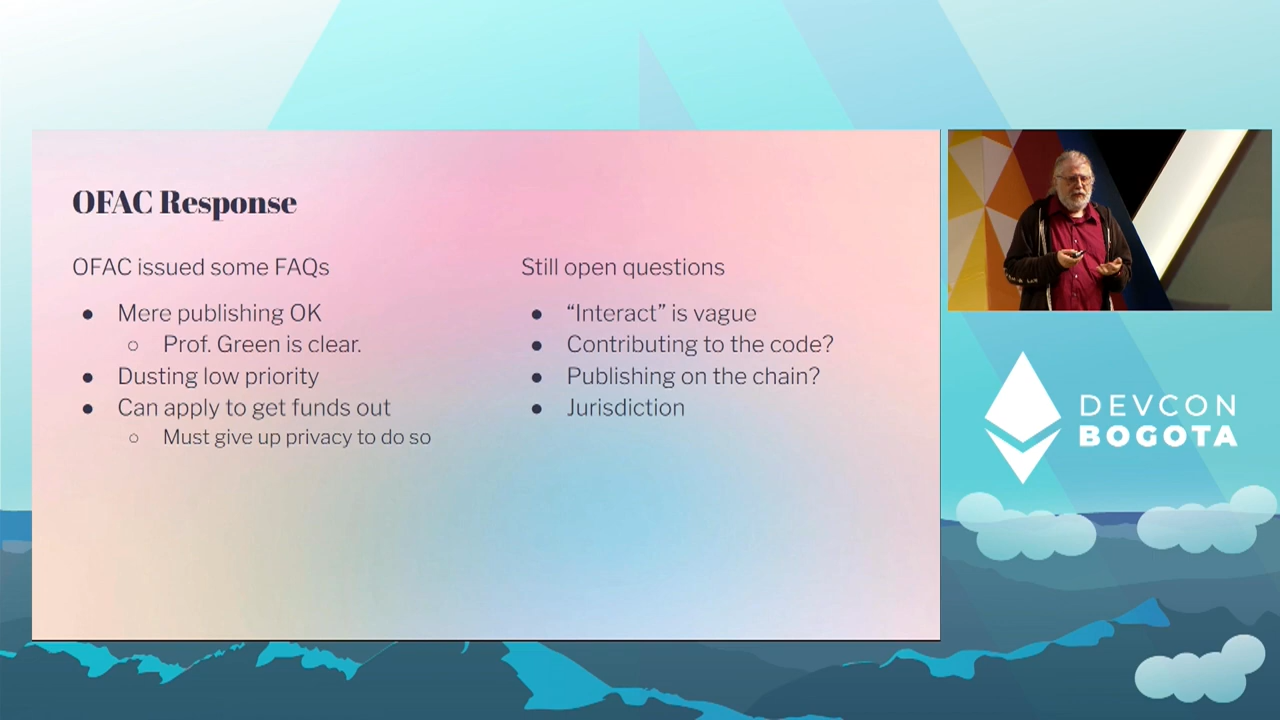 OFAC Response
OFAC issued some FAQs
● Mere publishing OK
○ Prof. Green is clear.
● Dusting low priority
● Can apply to get funds out
○ Must give up privacy to do so
Still open questions
● “Interact” is vague
● Contributing to the code?
● Publishing on the chain?
● Jurisdiction
DEVCON
BOGOTA